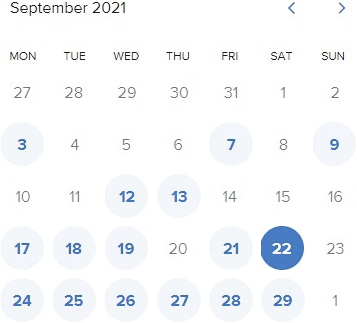 September 2021
MON TUE WED THU FRI SAT SUN
27 28 29 30 31 1 2
3 4 5 6 7 8 9
10 11 12 13 14 15 16
17 18 19 20 21 22 23
24 25 26 27 28 29 1